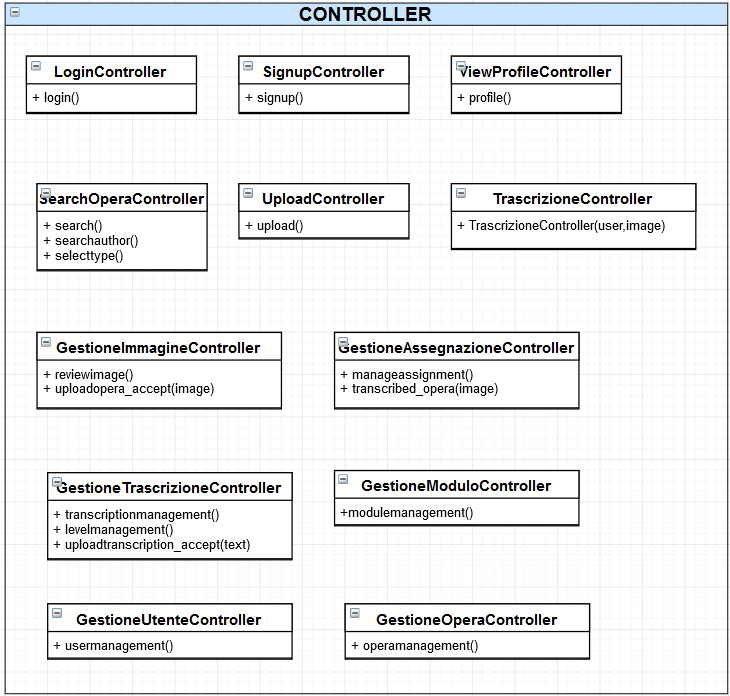 CONTROLLER
LoginController
+ login()
SignupController
+ signup()
ViewProfileController
+ profile()
SearchOperaController
+ search()
+ searchauthor()
+ selecttype()
UploadController
+ upload()
TrascrizioneController
+ TrascrizioneController(user,image)
GestioneImmagineController
+ reviewimage()
+ uploadopera_accept(image)
GestioneAssegnazioneController
+ manageassignment()
+ transcribed_opera(image)
GestioneTrascrizioneController
+ transcriptionmanagement()
+ levelmanagement()
+ uploadtranscription_accept(text)
GestioneModuloController
+modulemanagement()
GestioneUtenteController
+ usermanagement()
GestioneOperaController
+ operamanagement()